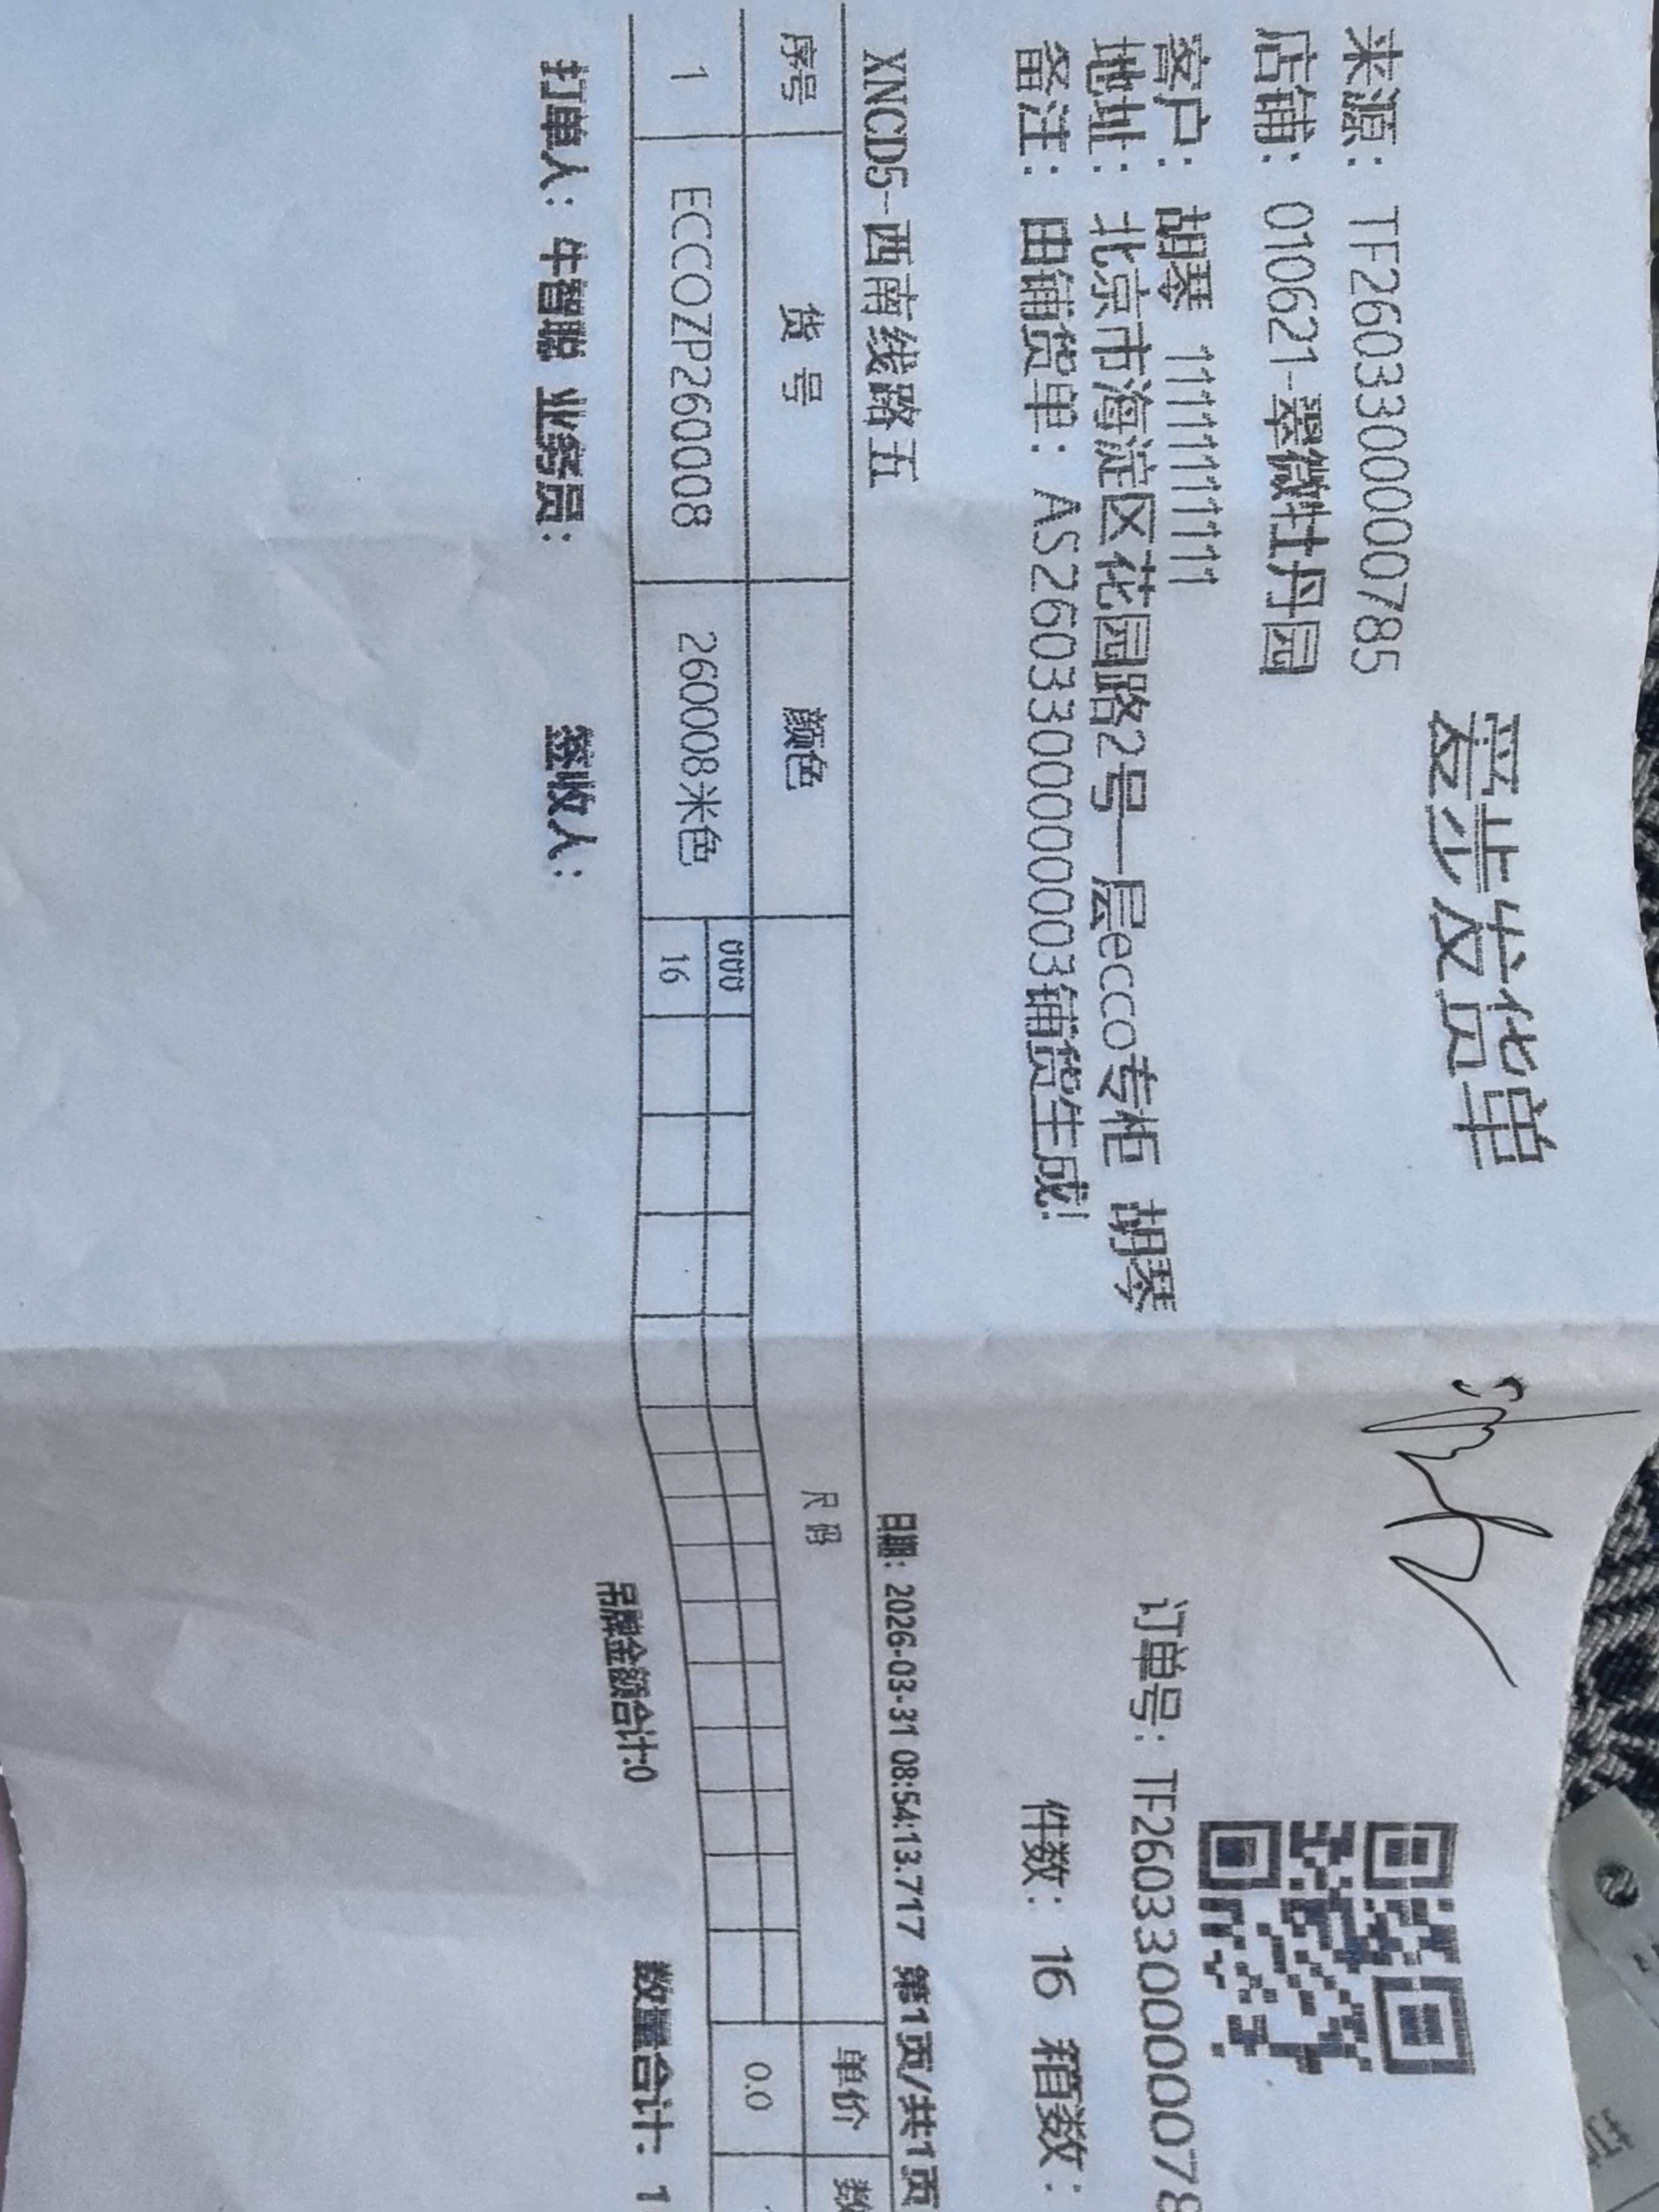 爱步发货单
来源：TF26033000000785
店铺：010621-翠微牡丹园
客户：胡琴 11111111111
订单号：TF260330000078
地址：北京市海淀区花园路2号一层ecco专柜 胡琴
备注：由铺货单：AS26033000000003铺货生成!
件数：16 箱数：
XNCD5-西南线路五
日期：2026-03-31 08:54:13.717 第1页/共1页
序号 货 号 颜色 尺 码 单价 数
1 ECCOZP260008 260008米色 000 0.0
16
打单人：牛智聪 业务员： 签收人： 吊牌金额合计:0 数量合计：1